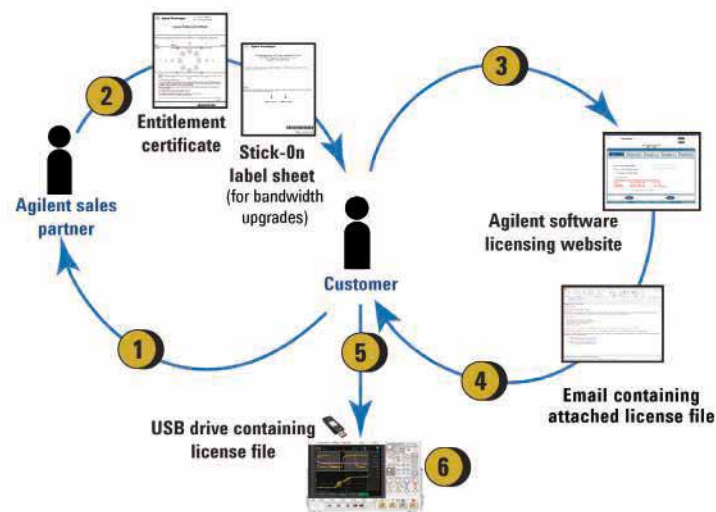 2
Entitlement
certificate
Stick-On
label sheet
(for bandwidth
upgrades)
3
Agilent sales
partner
Agilent software
licensing website
Customer
1
5
4
Email containing
attached license file
USB drive containing
license file
6